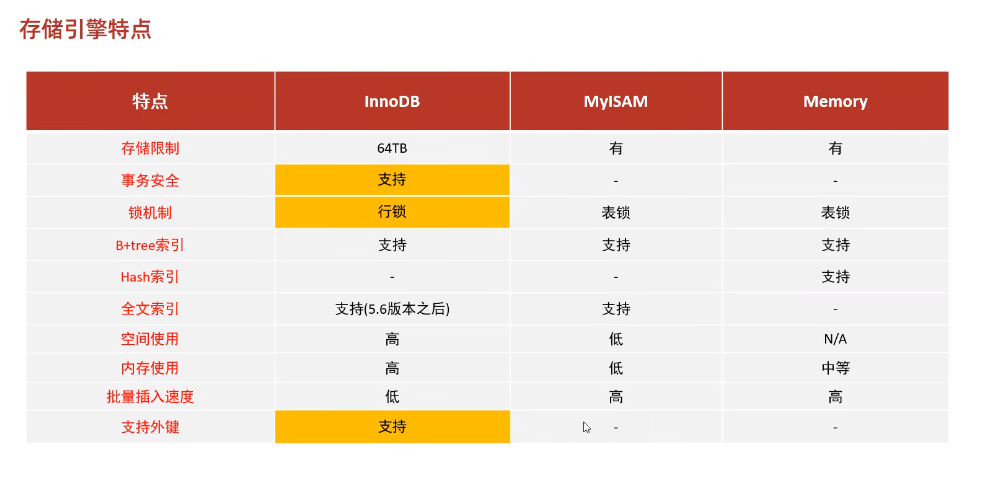 存储引擎特点
特点 InnoDB MyISAM Memory
存储限制 64TB 有 有
事务安全 支持 - -
锁机制 行锁 表锁 表锁
B+tree索引 支持 支持 支持
Hash索引 - - 支持
全文索引 支持(5.6版本之后) 支持 -
空间使用 高 低 N/A
内存使用 高 低 中等
批量插入速度 低 高 高
支持外键 支持 - -